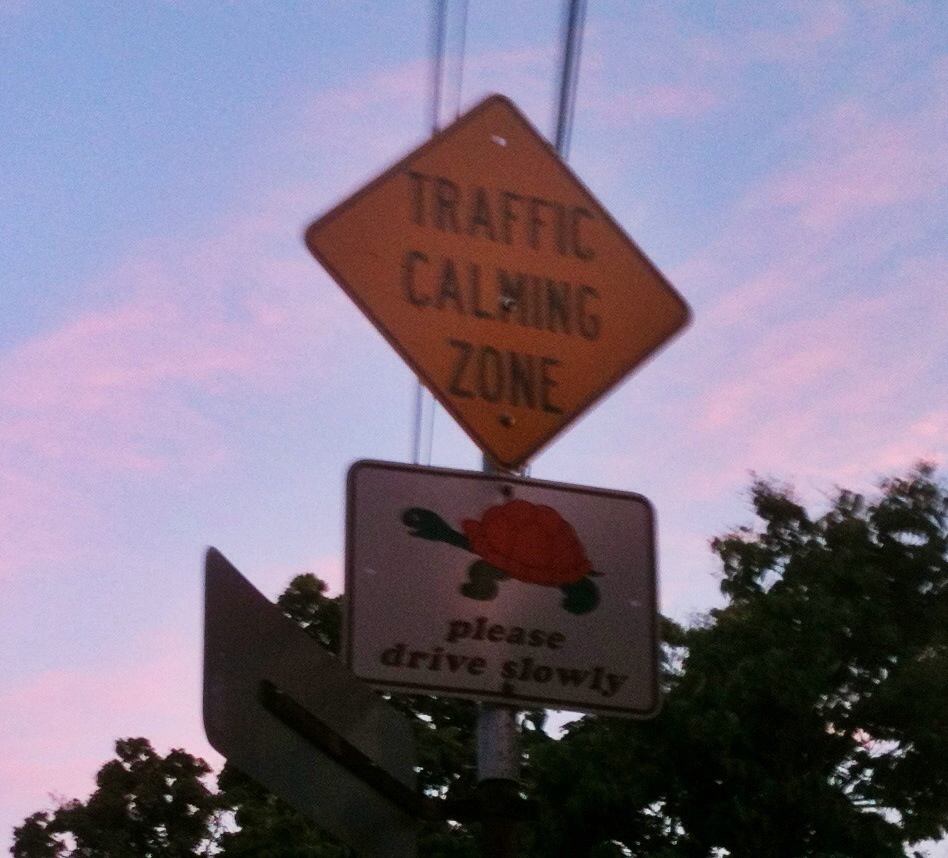 TRAFFIC
CALMING
ZONE
please
drive slowly